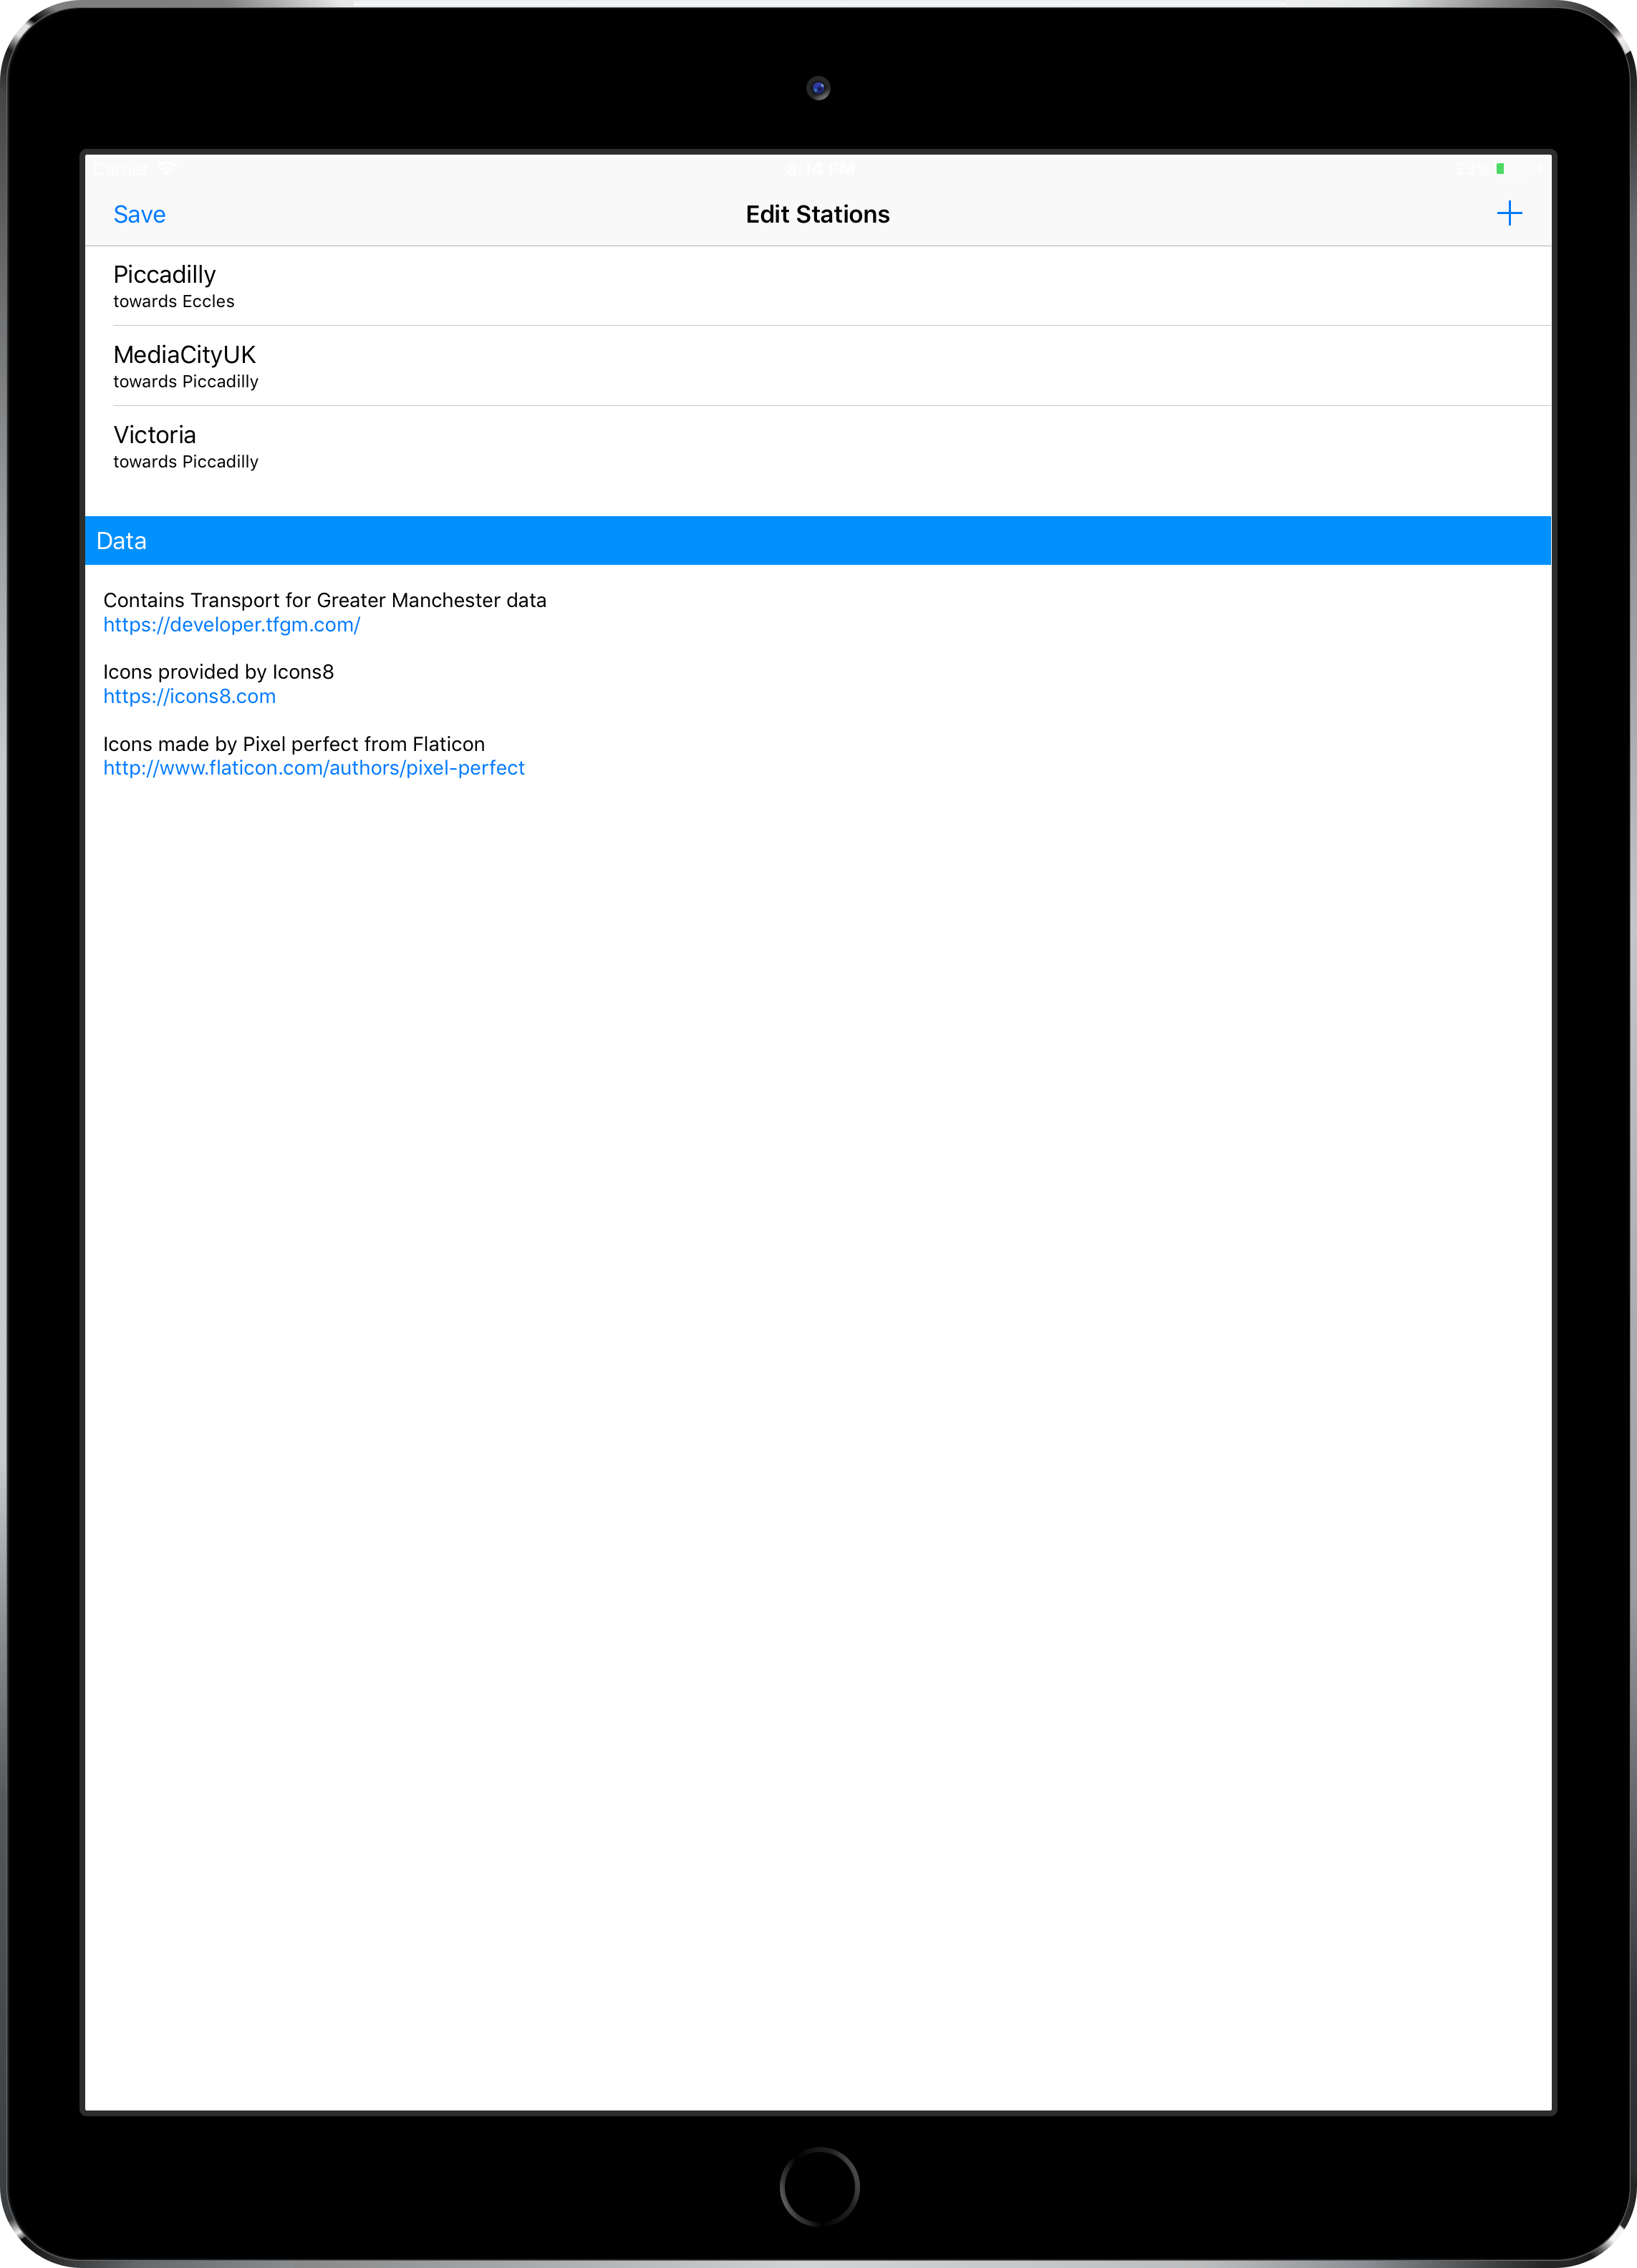 Carrier
8:14 PM
23%
Save
Edit Stations
Piccadilly
towards Eccles
MediaCityUK
towards Piccadilly
Victoria
towards Piccadilly
Data
Contains Transport for Greater Manchester data
https://developer.tfgm.com/
Icons provided by Icons8
https://icons8.com
Icons made by Pixel perfect from Flaticon
http://www.flaticon.com/authors/pixel-perfect